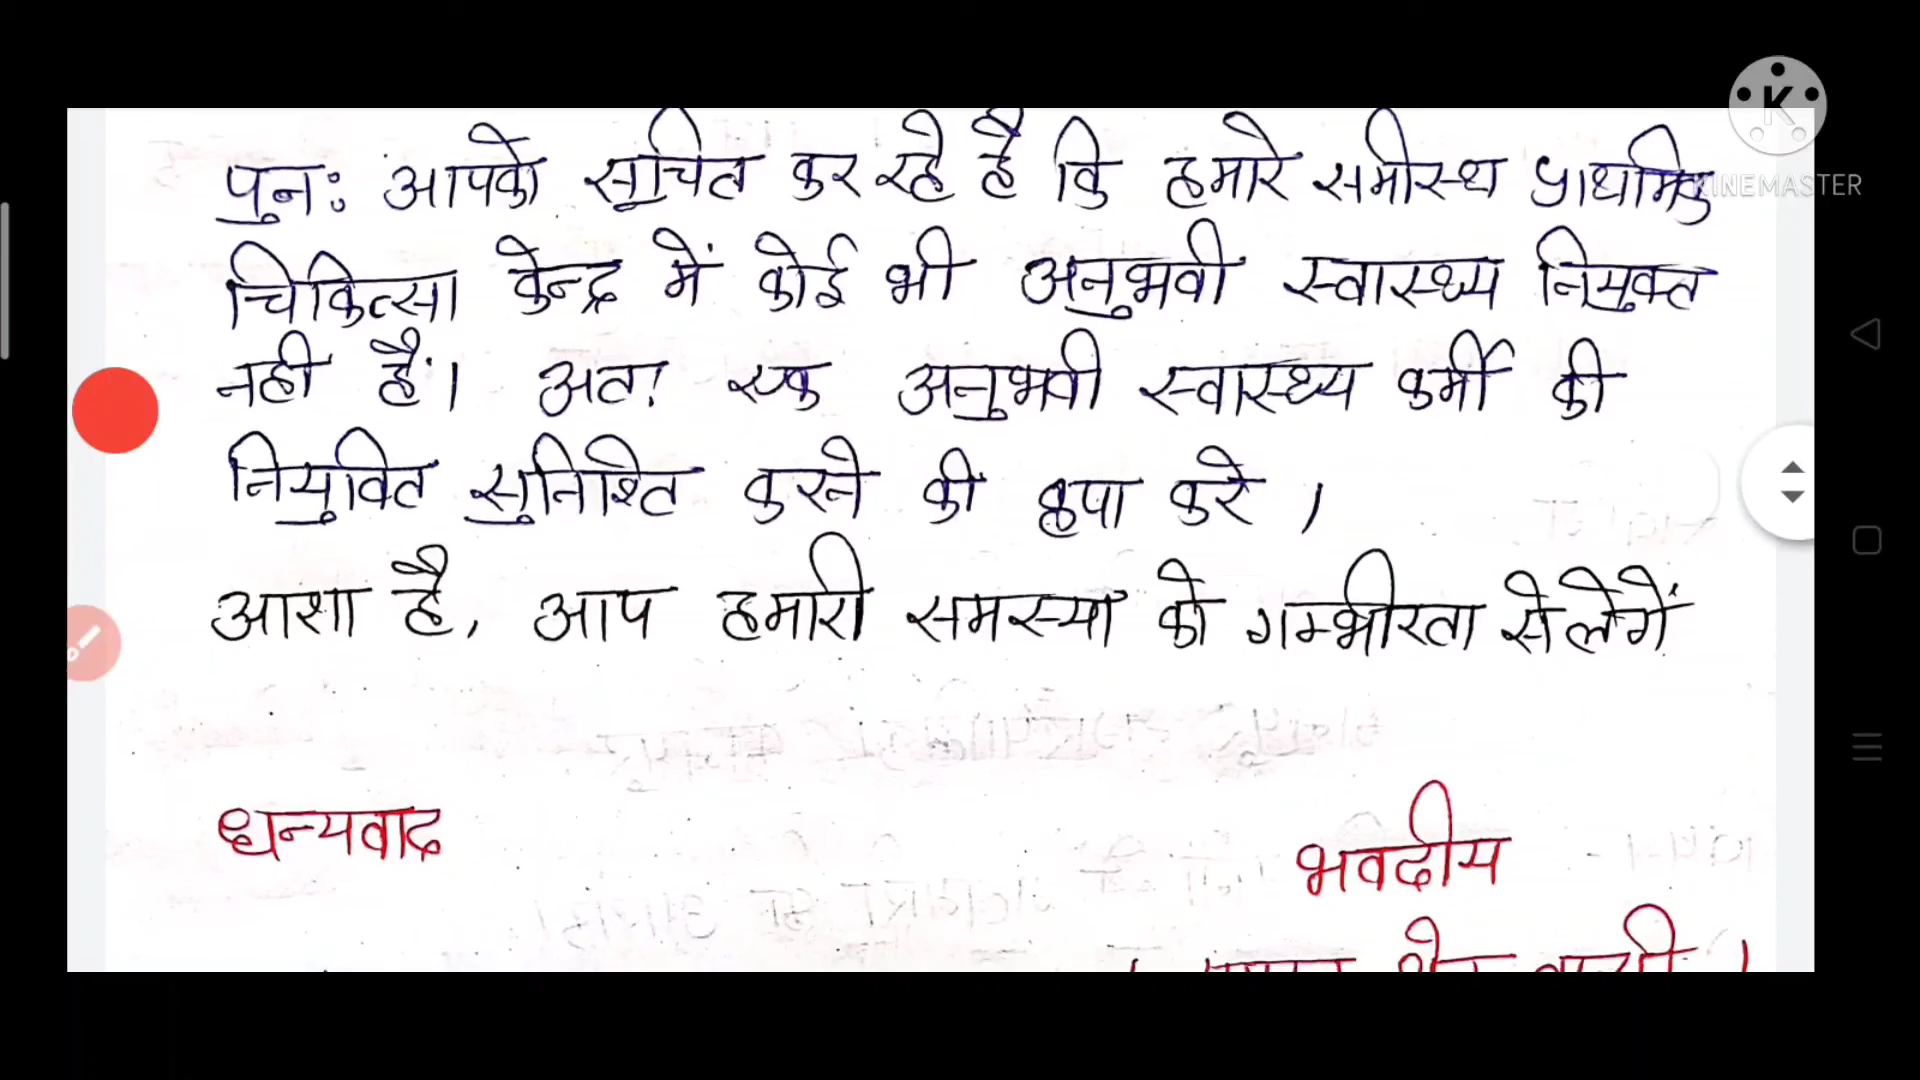 KINEMASTER
पुनः आपको सूचित कर रहे है कि हमारे समीस्थ प्राथमिक
चिकित्सा केन्द्र में कोई भी अनुभवी स्वास्थ्य नियुक्त
नही हैं। अतः एक अनुभवी स्वास्थ्य कर्मी की
नियुक्ति सुनिश्ति करने की कृपा करे ।
आशा है, आप हमारी समस्या को गम्भीरता से लेगें
धन्यवाद
भवदीय